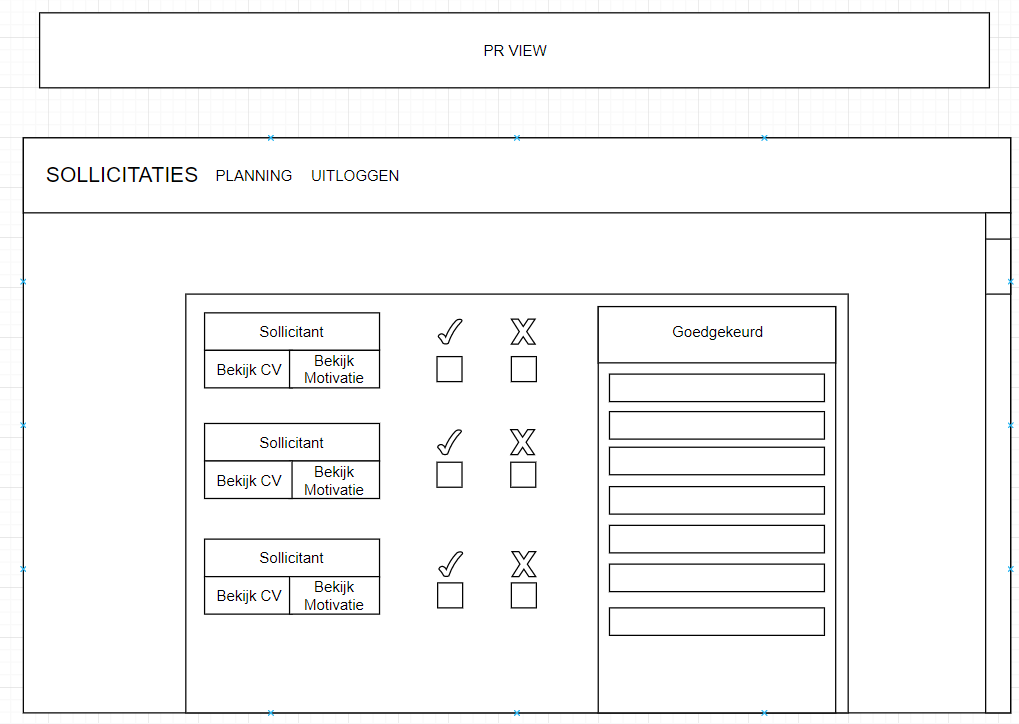 PR VIEW
SOLLICITATIES PLANNING UITLOGGEN
Sollicitant
Bekijk CV
Bekijk
Motivatie
Sollicitant
Bekijk CV
Bekijk
Motivatie
Sollicitant
Bekijk CV
Bekijk
Motivatie
Goedgekeurd